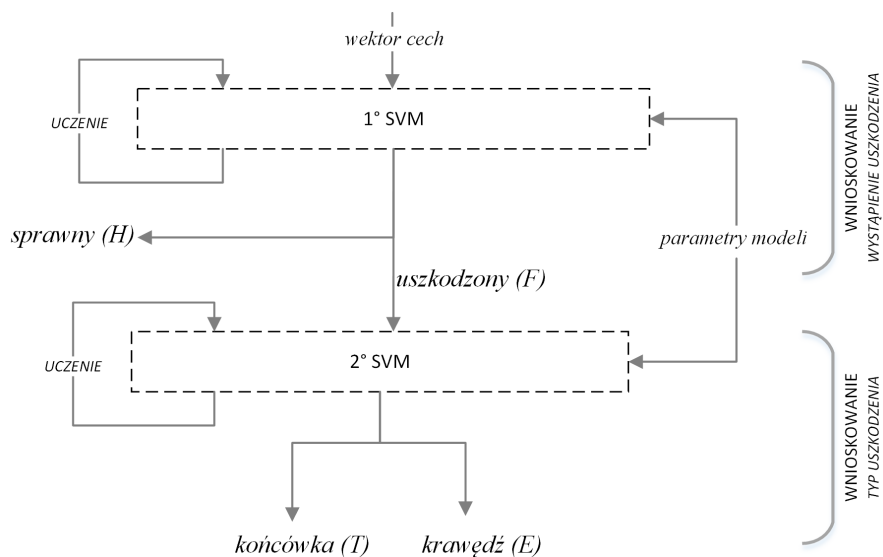 wektor cech
UCZENIE
1° SVM
WNIOSKOWANIE
WYSTĄPIENIE USZKODZENIA
sprawny (H)
parametry modeli
uszkodzony (F)
UCZENIE
2° SVM
WNIOSKOWANIE
TYP USZKODZENIA
końcówka (T)
krawędź (E)